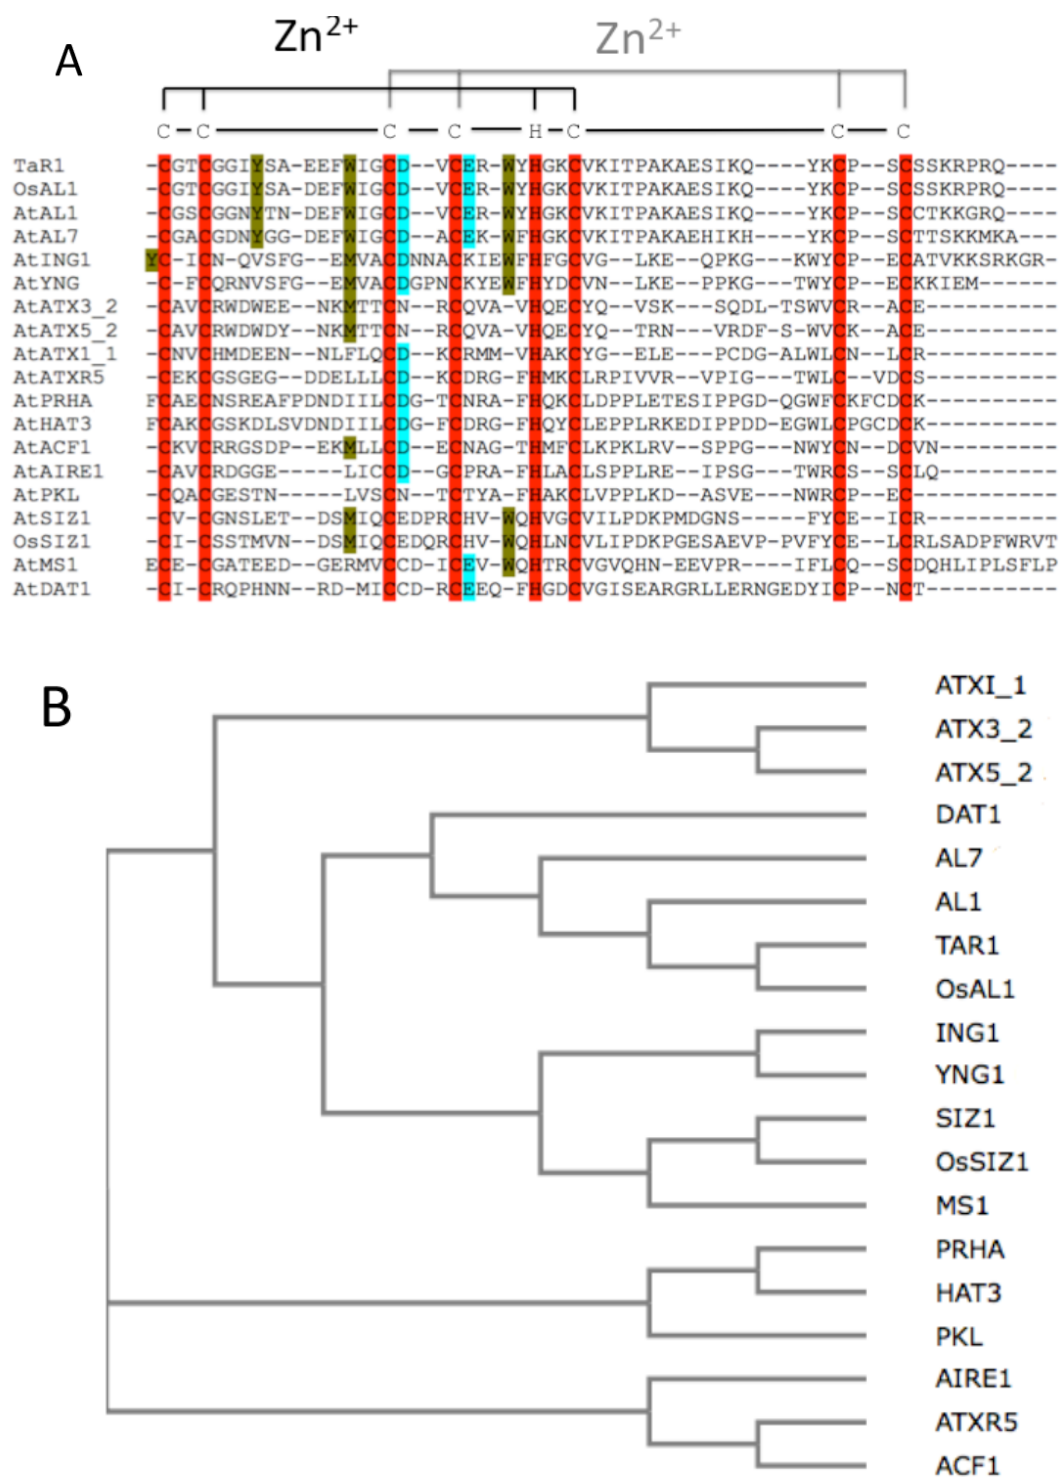 A
Zn2+
Zn2+
C C C C H C C C
TaR1 -CGTCGGIYSA-EEFWIGCD--VCER-WYHGKCVKITPAKAESIKQ----YKCP--SCSSKRPRQ----
OsAL1 -CGTCGGIYSA-DEFWIGCD--VCER-WYHGKCVKITPAKAESIKQ----YKCP--SCSSKRPRQ----
AtAL1 -CGSCGGNYTN-DEFWIGCD--VCER-WYHGKCVKITPAKAESIKQ----YKCP--SCCTKKGRQ----
AtAL7 -CGACGDNYGG-DEFWIGCD--ACEK-WFHGKCVKITPAKAEHIKH----YKCP--SCTTSKKMKA---
AtING1 YC-ICN-QVSFG--EMVACDNNACKIEWFHFGCVG--LKE--QPKG---KWYCP--ECATVKKSRKGR-
AtYNG -C-FCQRNVSFG--EMVACDGPNCKYEWFHYDCVN--LKE--PPKG---TWYCP--ECKKIEM------
AtATX3_2 -CAVCRWDWEE--NKMTTCN--RCQVA-VHQECYQ--VSK---SQDL-TSWVCR--ACE----------
AtATX5_2 -CAVCRWDWDY--NKMTTCN--RCQVA-VHQECYQ--TRN---VRDF-S-WVCK--ACE----------
AtATX1_1 -CNVCHMDEEN--NLFLQCD--KCRMM-VHAKCYG--ELE---PCDG-ALWLCN--LCR----------
AtATXR5 -CEKCGSGEG--DDELLLCD--KCDRG-FHMKCLRPIVVR--VPIG---TWLC--VDCS----------
AtPRHA FCAECNSREAFPDNDIILCDG-TCNRA-FHQKCLDPPLETESIPPGD-QGWFCKFCDCK----------
AtHAT3 FCAKCGSKDLSVDNDIILCDG-FCDRG-FHQYCLEPPLRKEDIPPDD-EGWLCPGCDCK----------
AtACF1 -CKVCRRGSDP--EKMLLCD--ECNAG-THMFCLKPKLRV--SPPG---NWYCN--DCVN---------
AtAIRE1 -CAVCRDGGE-----LICCD--GCPRA-FHLACLSPPLRE--IPSG---TWRCS--SCLQ---------
AtPKL -CQACGESTN-----LVSCN--TCTYA-FHAKCLVPPLKD--ASVE---NWRCP--EC-----------
AtSIZ1 -CV-CGNSLET--DSMIQCEDPRCHV-WQHVGCVILPDKPMDGNS-----FYCE--ICR----------
OsSIZ1 -CI-CSSTMVN--DSMIQCEDQRCHV-WQHLNCVLIPDKPGESAEVP-PVFYCE--LCRLSADPFWRVT
AtMS1 ECE-CGATEED--GERMVCCD-ICEV-WQHTRCVGVQHN-EEVPR----IFLCQ--SCDQHLIPLSFLP
AtDAT1 -CI-CRQPHNN--RD-MICCD-RCEEQ-FHGDCVGISEARGRLLERNGEDYICP--NCT----------
B
ATXI_1
ATX3_2
ATX5_2
DAT1
AL7
AL1
TAR1
OsAL1
ING1
YNG1
SIZ1
OsSIZ1
MS1
PRHA
HAT3
PKL
AIRE1
ATXR5
ACF1